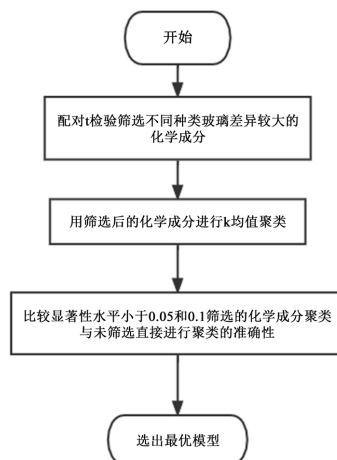 开始
配对t检验筛选不同种类玻璃差异较大的
化学成分
用筛选后的化学成分进行k均值聚类
比较显著性水平小于0.05和0.1筛选的化学成分聚类
与未筛选直接进行聚类的准确性
选出最优模型